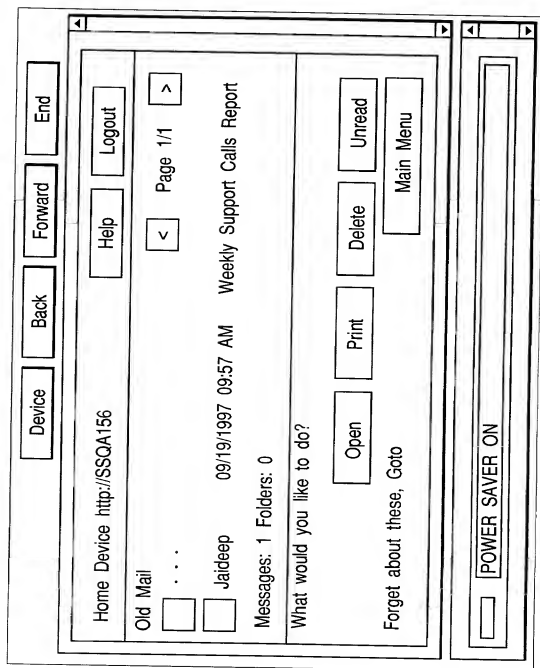 Device Back Forward End
Home Device http://SSQA156 Help Logout
Old Mail < Page 1/1 >
. . .
Jaideep 09/19/1997 09:57 AM Weekly Support Calls Report
Messages: 1 Folders: 0
What would you like to do?
Open Print Delete Unread
Forget about these, Goto Main Menu
POWER SAVER ON